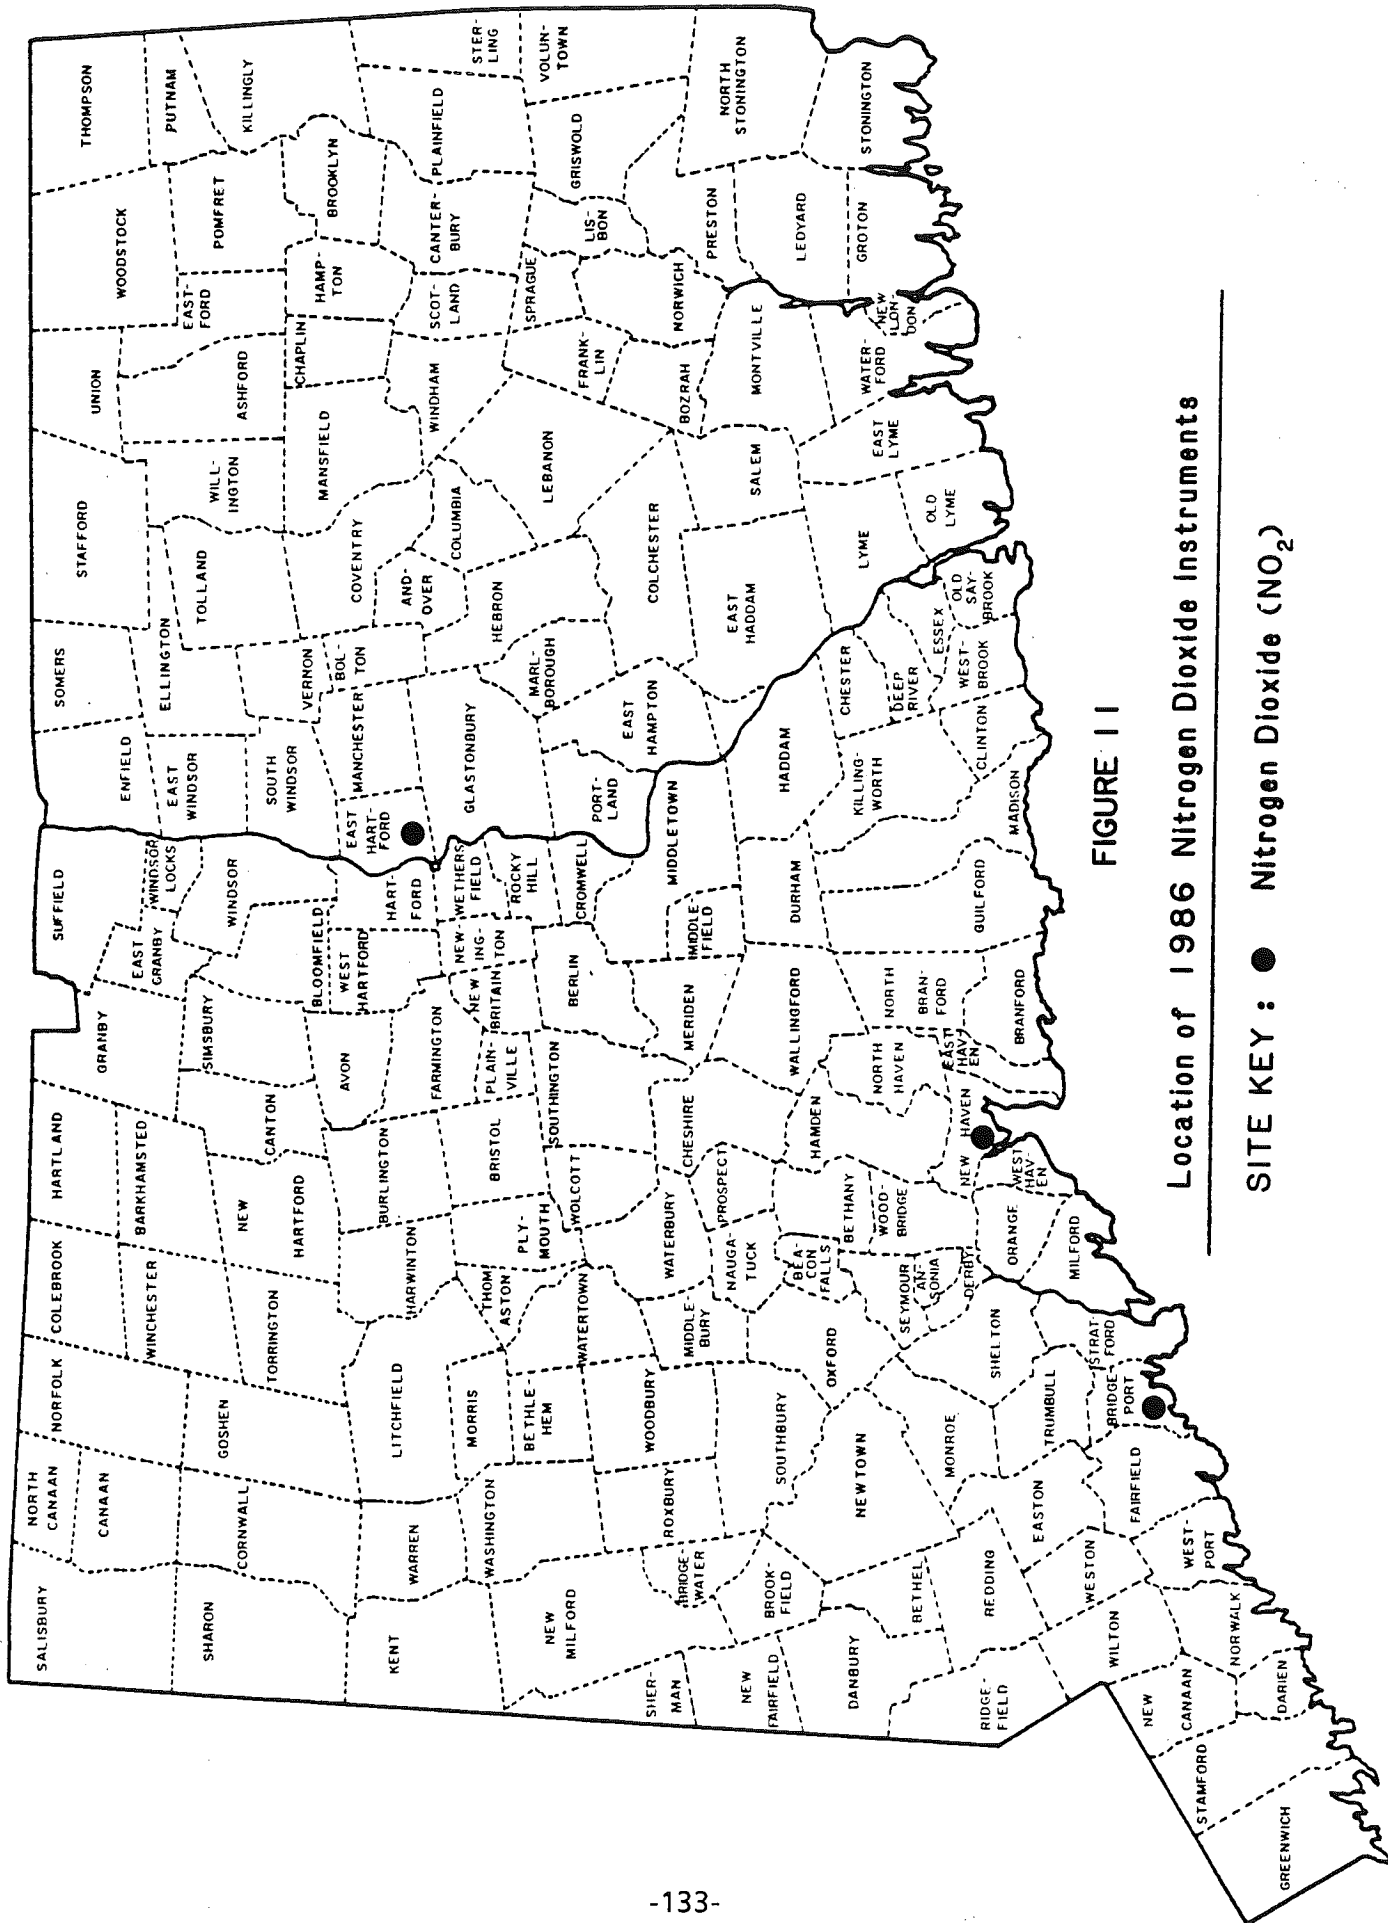 SALISBURY
NORTH
CANAAN
CANAAN
NORFOLK
COLEBROOK
HARTLAND
GRANBY
SUFFIELD
ENFIELD
SOMERS
STAFFORD
UNION
WOODSTOCK
THOMPSON
SHARON
CORNWALL
GOSHEN
WINCHESTER
BARKHAMSTED
EAST
GRANBY
WINDSOR
LOCKS
EAST
WINDSOR
ELLINGTON
EAST-
FORD
POMFRET
PUTNAM
KILLINGLY
TORRINGTON
NEW
HARTFORD
CANTON
SIMSBURY
WINDSOR
SOUTH
WINDSOR
TOLLAND
WILL-
INGTON
ASHFORD
KENT
WARREN
LITCHFIELD
HARWINTON
BURLINGTON
AVON
BLOOMFIELD
WEST
HARTFORD
HART-
FORD
EAST
HART-
FORD
MANCHESTER
VERNON
BOL-
TON
COVENTRY
MANSFIELD
CHAPLIN
HAMP-
TON
BROOKLYN
WASHINGTON
MORRIS
BETHLE-
HEM
THOM
ASTON
PLY-
MOUTH
BRISTOL
FARMINGTON
PLAIN-
VILLE
NEW
BRITAIN
NEW-
ING-
TON
WETHERS
FIELD
ROCKY
HILL
GLASTONBURY
HEBRON
AND-
OVER
COLUMBIA
WINDHAM
SCOT-
LAND
CANTER-
BURY
PLAINFIELD
STER-
LING
NEW
MILFORD
ROXBURY
WOODBURY
WATERTOWN
WOLCOTT
SOUTHINGTON
BERLIN
CROMWELL
PORT-
LAND
MARL-
BOROUGH
LEBANON
FRANK-
LIN
SPRAGUE
LIS-
BON
GRISWOLD
VOLUN-
TOWN
SHER-
MAN
BRIDGE-
WATER
SOUTHBURY
MIDDLE-
BURY
WATERBURY
NAUGA-
TUCK
PROSPECT
CHESHIRE
MERIDEN
MIDDLE-
FIELD
MIDDLETOWN
EAST
HAMPTON
COLCHESTER
BOZRAH
NORWICH
PRESTON
NORTH
STONINGTON
NEW
FAIRFIELD
BROOK-
FIELD
NEWTOWN
OXFORD
BEA-
CON
FALLS
BETHANY
HAMDEN
WALLINGFORD
DURHAM
HADDAM
EAST
HADDAM
SALEM
MONTVILLE
LEDYARD
DANBURY
BETHEL
MONROE
SEYMOUR
AN-
SONIA
DERBY
WOOD-
BRIDGE
NORTH
HAVEN
NORTH
BRAN-
FORD
KILLING-
WORTH
CHESTER
DEEP
RIVER
ESSEX
LYME
EAST
LYME
WATER-
FORD
NEW
LON-
DON
GROTON
STONINGTON
RIDGE-
FIELD
REDDING
EASTON
SHELTON
ORANGE
NEW HAVEN
WEST
HAV-
EN
EAST
HAV-
EN
BRANFORD
GUILFORD
MADISON
CLINTON
WEST-
BROOK
OLD
SAY-
BROOK
OLD
LYME
WILTON
WESTON
TRUMBULL
STRAT-
FORD
MILFORD
NEW
CANAAN
NORWALK
WEST-
PORT
FAIRFIELD
BRIDGE-
PORT
STAMFORD
DARIEN
GREENWICH
FIGURE 11
Location of 1986 Nitrogen Dioxide Instruments
SITE KEY: ● Nitrogen Dioxide (NO₂)
-133-